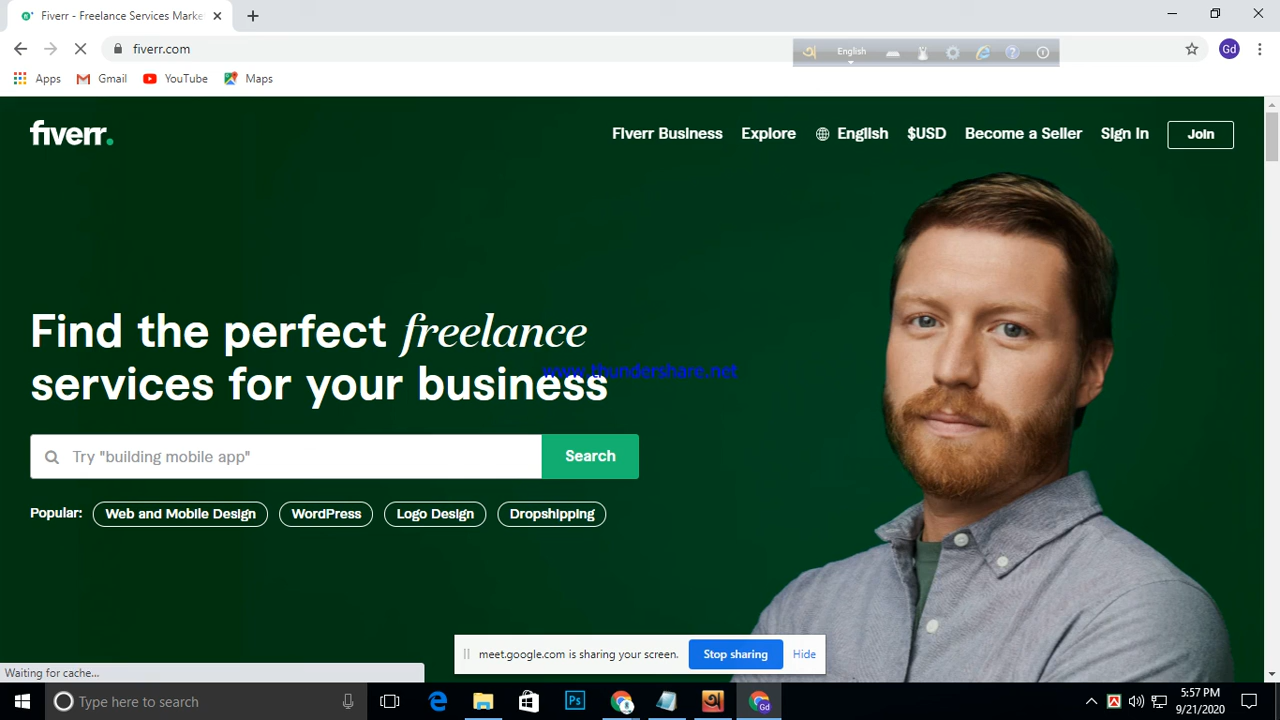 Fiverr - Freelance Services Marke
fiverr.com
English
Gd
Apps Gmail YouTube Maps
fiverr.
Fiverr Business Explore English $USD Become a Seller Sign In Join
Find the perfect freelance
services for your business
www.thundershare.net
Try "building mobile app" Search
Popular: Web and Mobile Design WordPress Logo Design Dropshipping
meet.google.com is sharing your screen. Stop sharing Hide
Waiting for cache...
Type here to search
Ps
অ
Gd
5:57 PM
9/21/2020